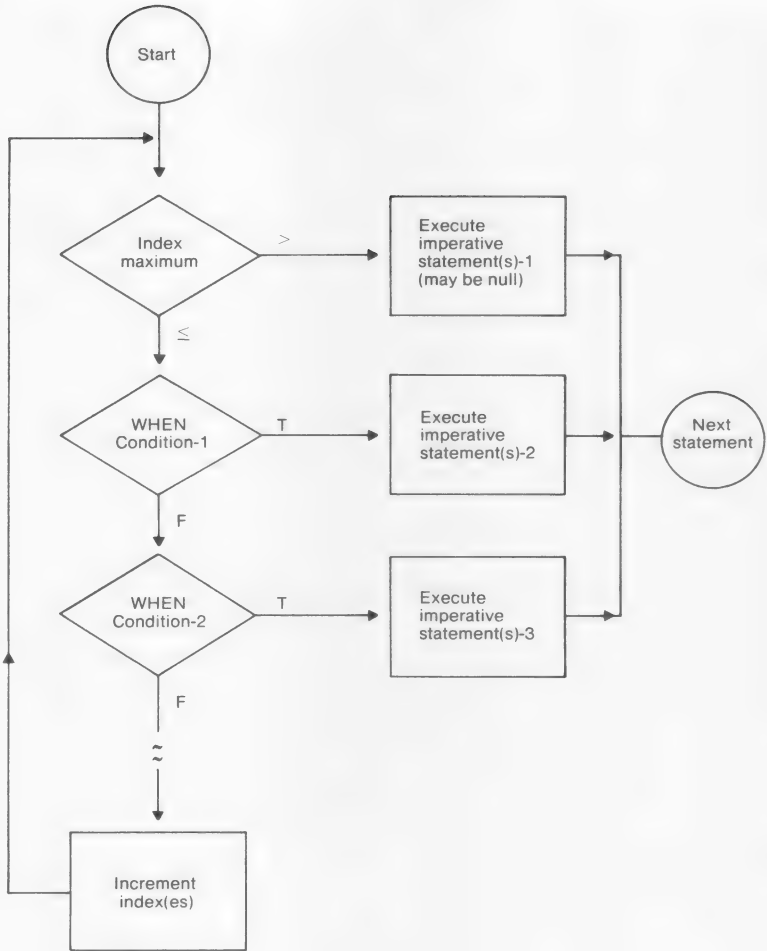 Start
Index
maximum
>
Execute
imperative
statement(s)-1
(may be null)
≤
WHEN
Condition-1
T
Execute
imperative
statement(s)-2
Next
statement
F
WHEN
Condition-2
T
Execute
imperative
statement(s)-3
F
≈
Increment
index(es)